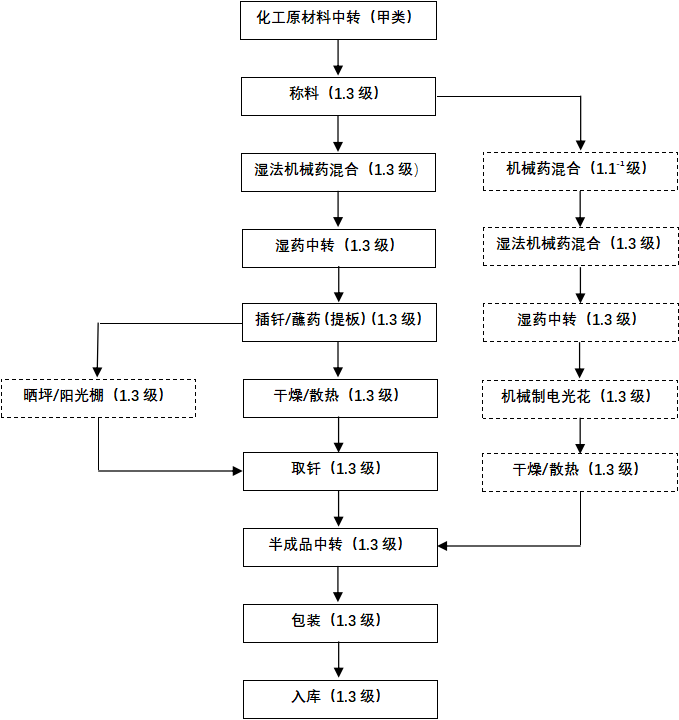 化工原材料中转（甲类）
称料（1.3 级）
湿法机械药混合（1.3 级）
机械药混合（1.1⁻¹级）
湿药中转（1.3 级）
湿法机械药混合（1.3 级）
插钎/蘸药(提板)（1.3 级）
湿药中转（1.3 级）
晒坪/阳光棚（1.3 级）
干燥/散热（1.3 级）
机械制电光花（1.3 级）
取钎（1.3 级）
干燥/散热（1.3 级）
半成品中转（1.3 级）
包装（1.3 级）
入库（1.3 级）